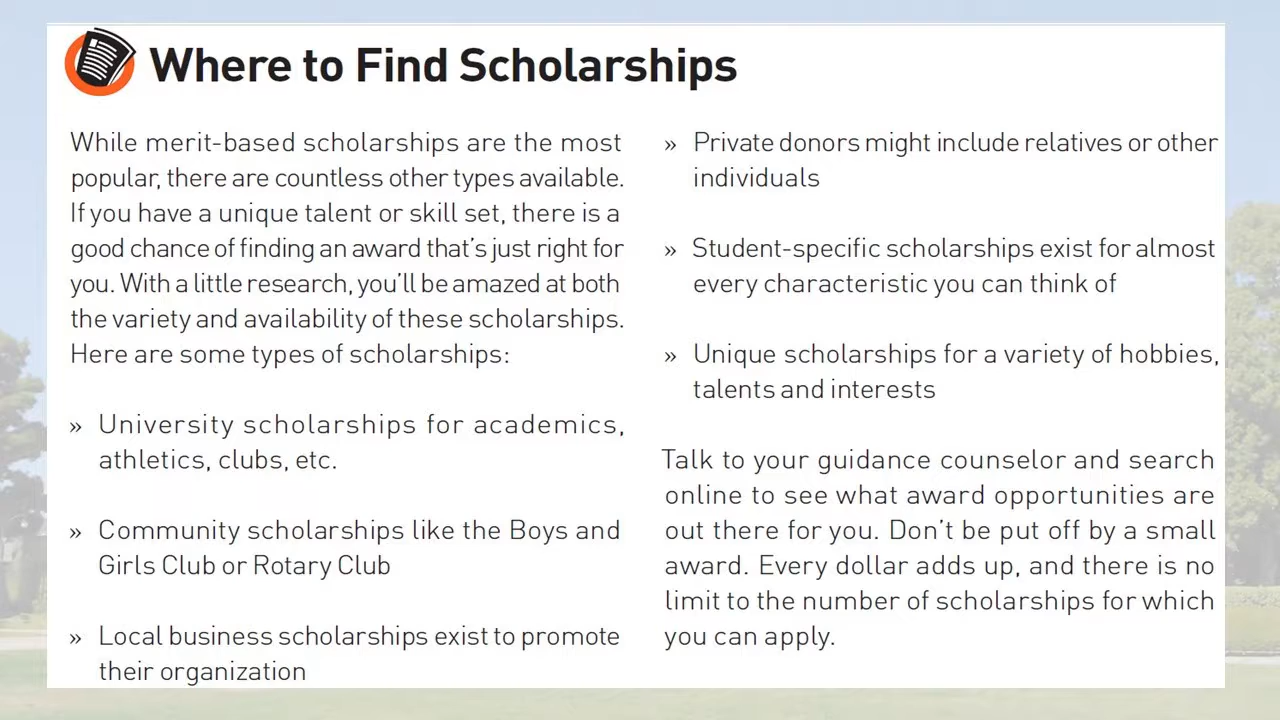 Where to Find Scholarships
While merit-based scholarships are the most
popular, there are countless other types available.
If you have a unique talent or skill set, there is a
good chance of finding an award that's just right for
you. With a little research, you'll be amazed at both
the variety and availability of these scholarships.
Here are some types of scholarships:
» University scholarships for academics,
athletics, clubs, etc.
» Community scholarships like the Boys and
Girls Club or Rotary Club
» Local business scholarships exist to promote
their organization
» Private donors might include relatives or other
individuals
» Student-specific scholarships exist for almost
every characteristic you can think of
» Unique scholarships for a variety of hobbies,
talents and interests
Talk to your guidance counselor and search
online to see what award opportunities are
out there for you. Don't be put off by a small
award. Every dollar adds up, and there is no
limit to the number of scholarships for which
you can apply.